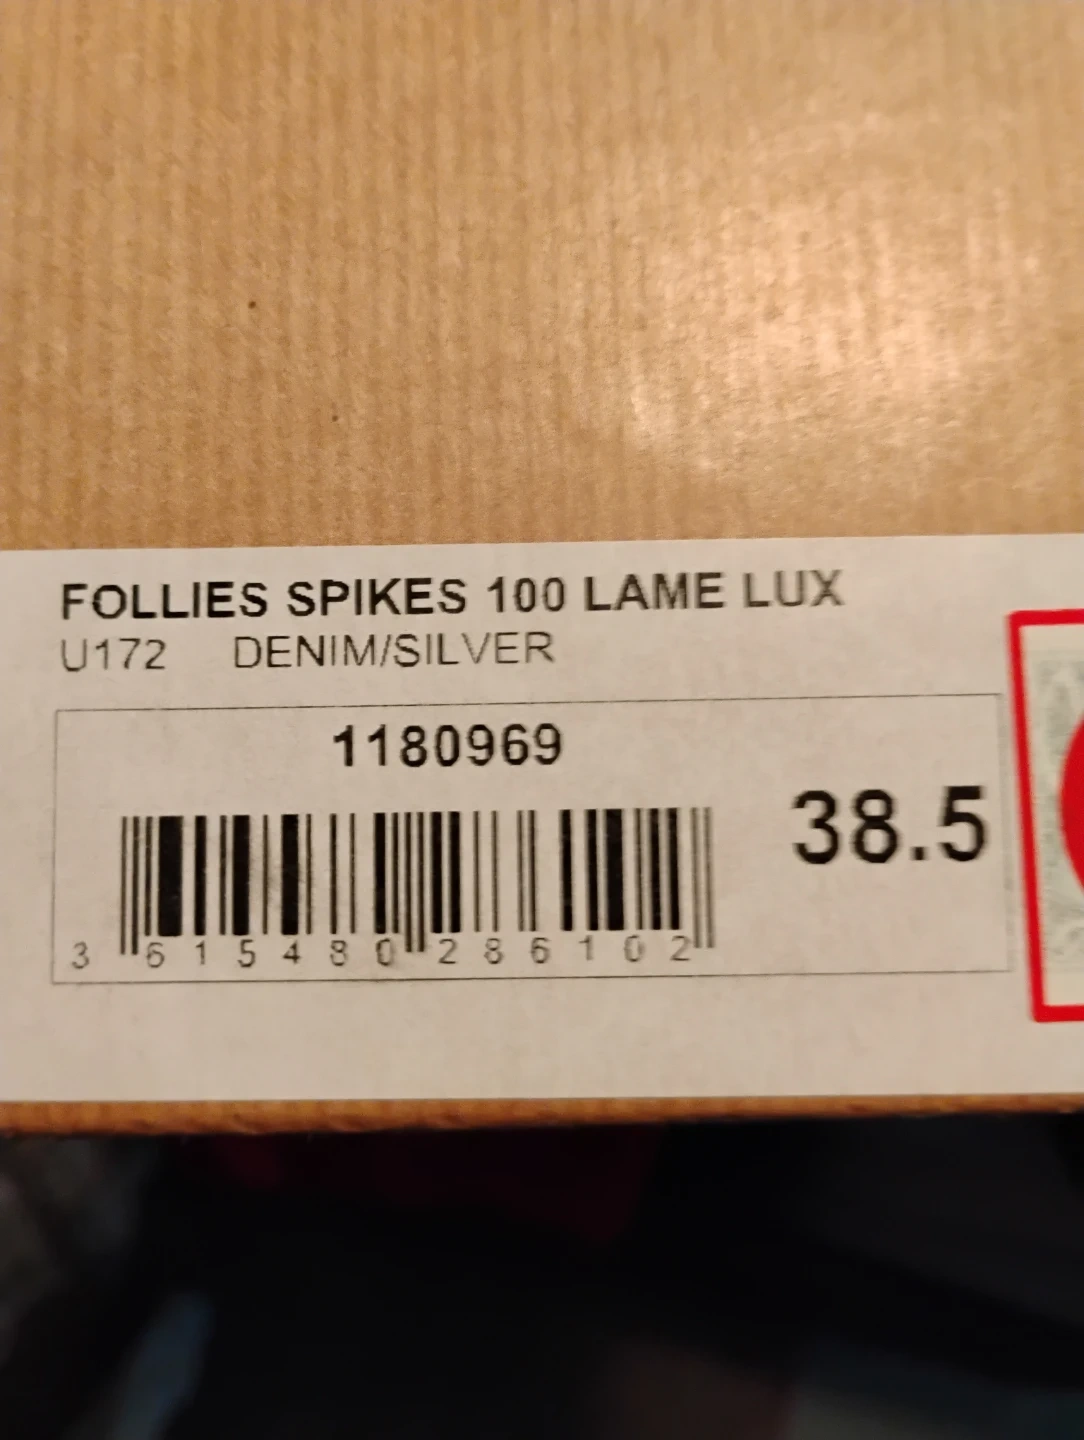 FOLLIES SPIKES 100 LAME LUX
U172 DENIM/SILVER
1180969
38.5
3 615480 286102